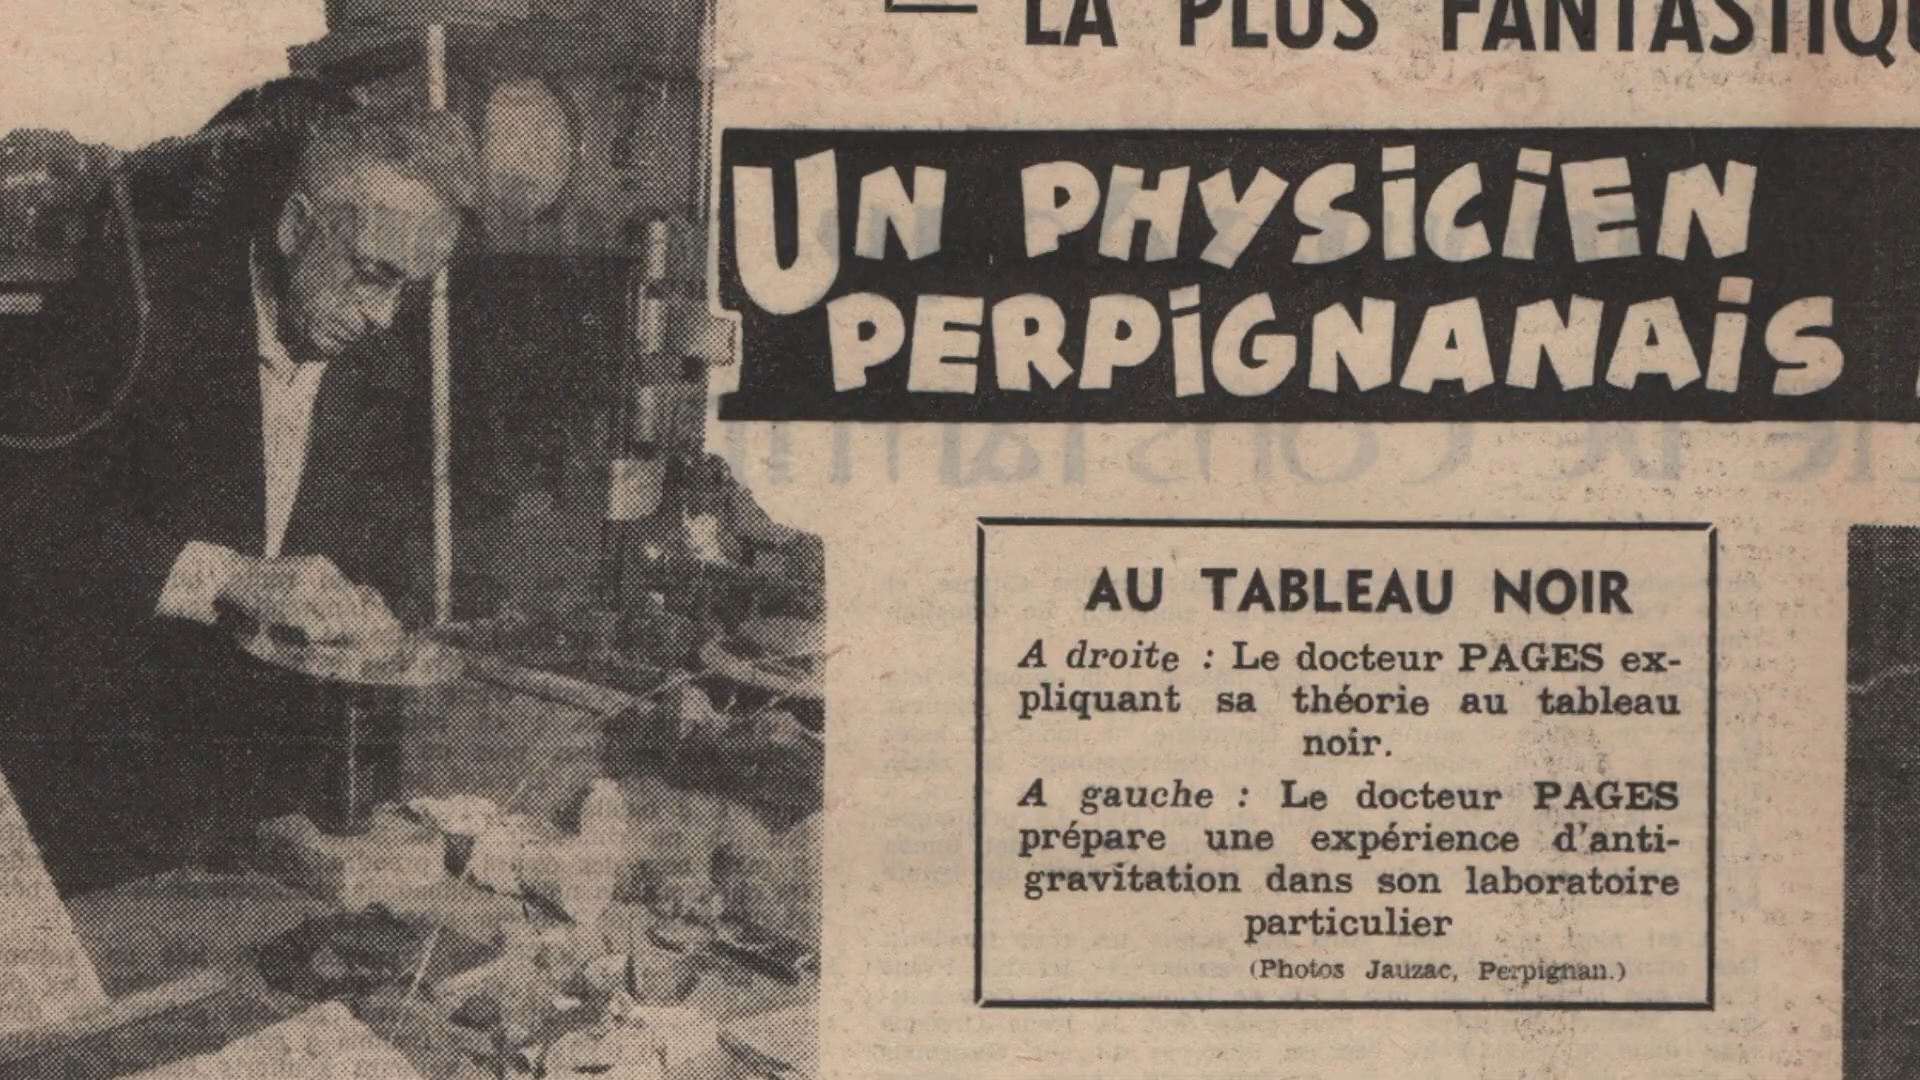 LA PLUS FANTASTIQU
UN PHYSICIEN
PERPIGNANAIS
AU TABLEAU NOIR
A droite : Le docteur PAGES ex-
pliquant sa théorie au tableau
noir.
A gauche : Le docteur PAGES
prépare une expérience d'anti-
gravitation dans son laboratoire
particulier
(Photos Jauzac, Perpignan.)